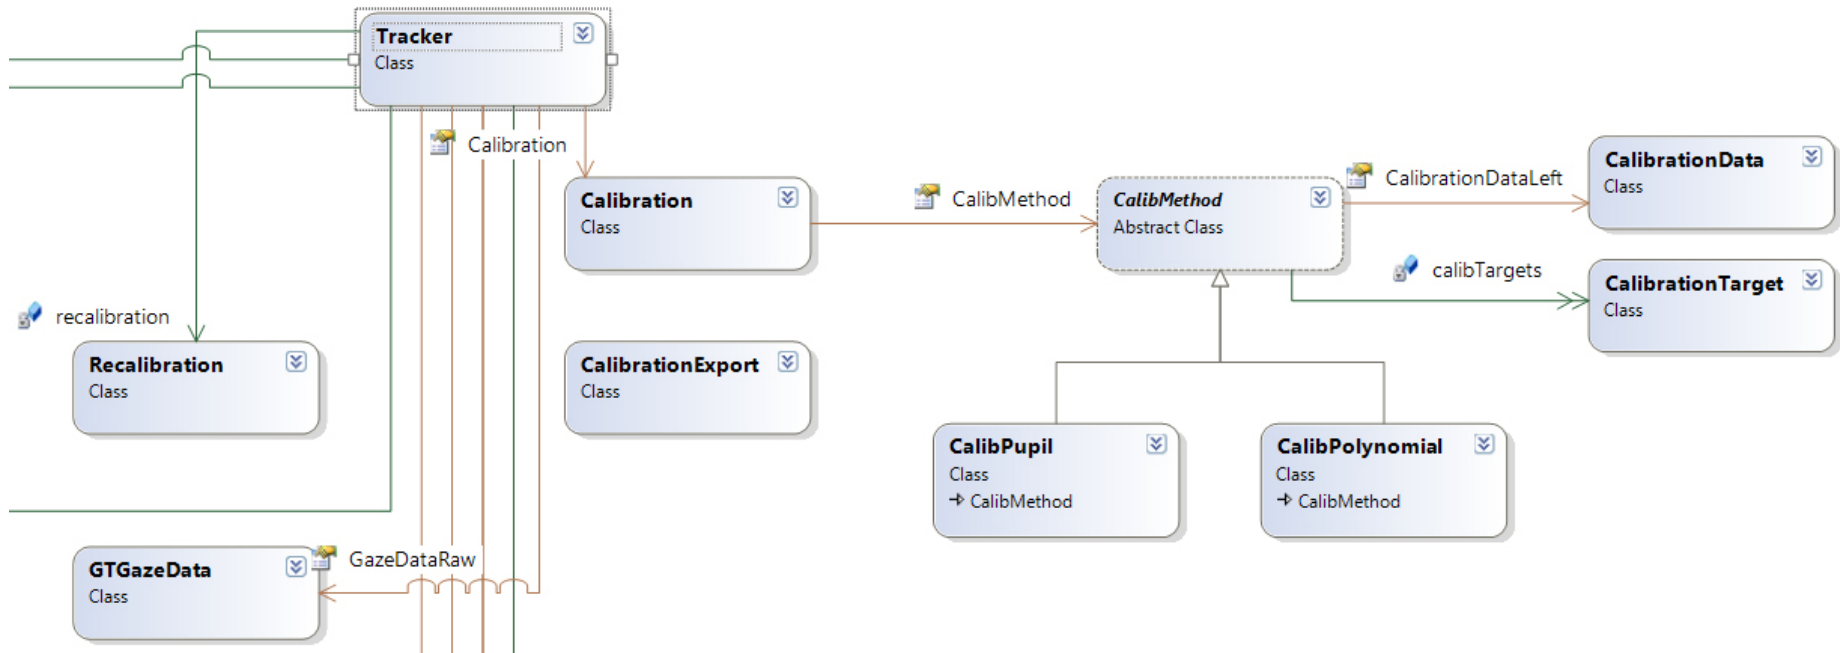 Tracker
Class
Calibration
Calibration
Class
CalibMethod
CalibMethod
Abstract Class
CalibrationDataLeft
CalibrationData
Class
calibTargets
CalibrationTarget
Class
recalibration
Recalibration
Class
CalibrationExport
Class
CalibPupil
Class
CalibMethod
CalibPolynomial
Class
CalibMethod
GTGazeData
Class
GazeDataRaw